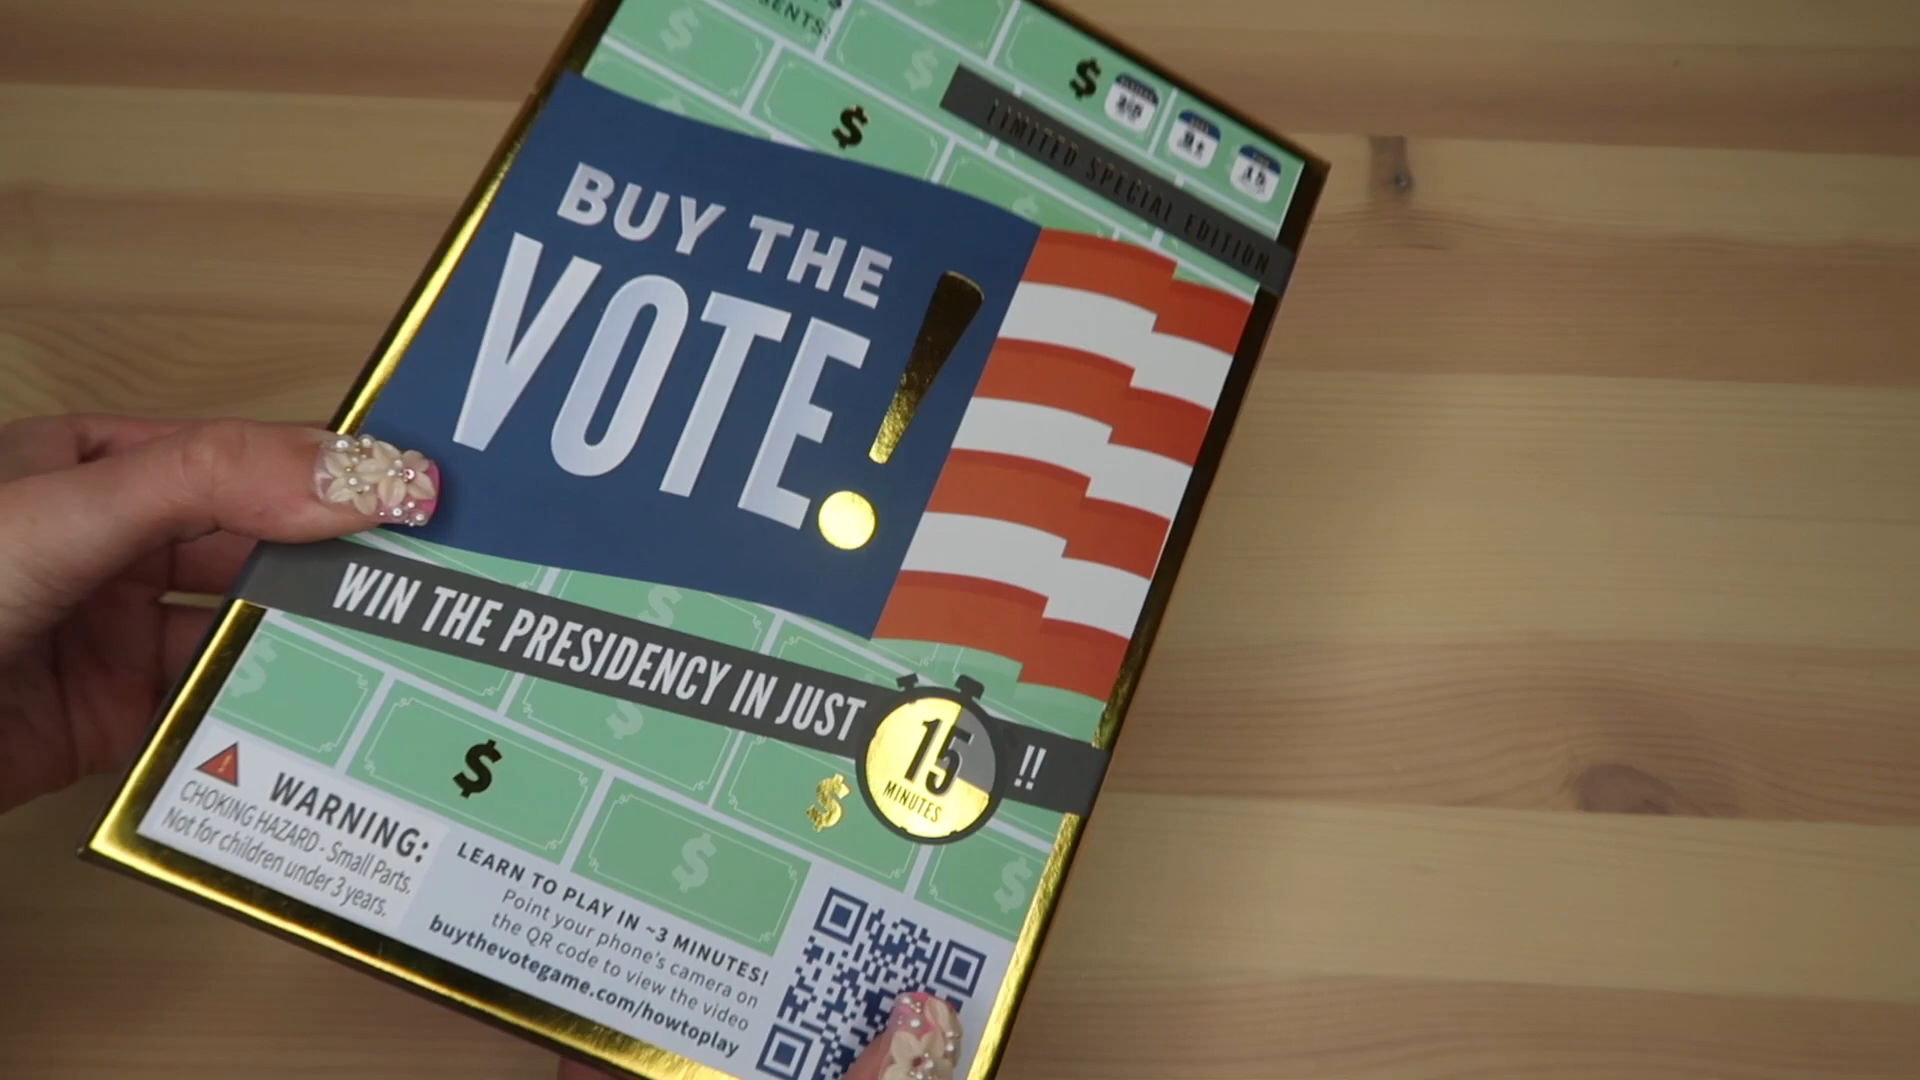 LIMITED SPECIAL EDITION
9+
15
BUY THE
VOTE!
WIN THE PRESIDENCY IN JUST 15 MINUTES !!
WARNING:
CHOKING HAZARD - Small Parts.
Not for children under 3 years.
LEARN TO PLAY IN ~3 MINUTES!
Point your phone's camera on
the QR code to view the video
buythevotegame.com/howtoplay